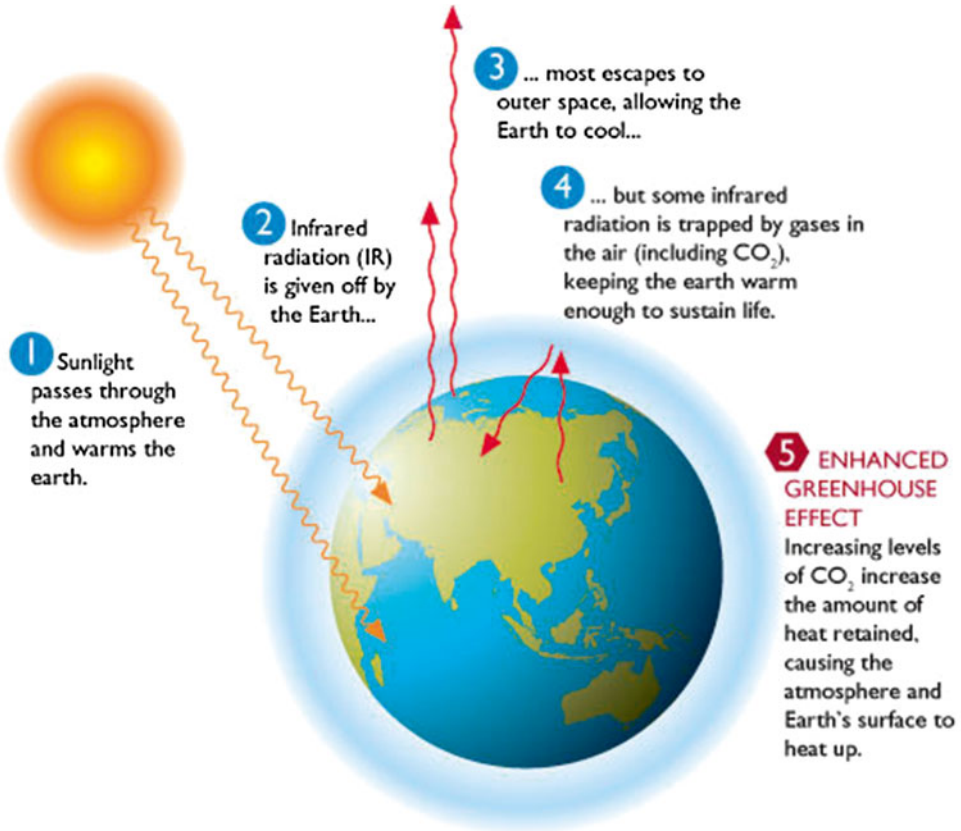 1 Sunlight
passes through
the atmosphere
and warms the
earth.
2 Infrared
radiation (IR)
is given off by
the Earth...
3 ... most escapes to
outer space, allowing the
Earth to cool...
4 ... but some infrared
radiation is trapped by gases in
the air (including CO₂),
keeping the earth warm
enough to sustain life.
5 ENHANCED
GREENHOUSE
EFFECT
Increasing levels
of CO₂ increase
the amount of
heat retained,
causing the
atmosphere and
Earth's surface to
heat up.